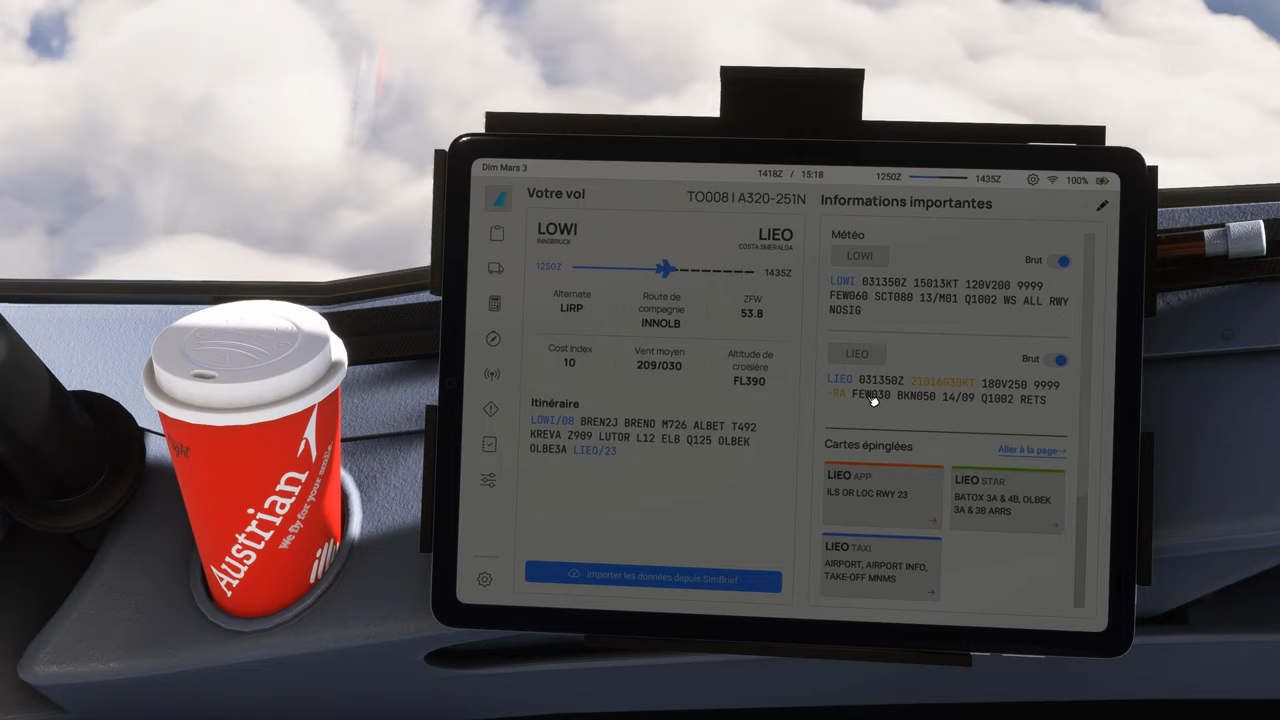 Dim Mars 3
1418Z / 15:18
1250Z
1435Z
100%
Votre vol
TO008 | A320-251N
LOWI
INNSBRUCK
LIEO
COSTA SMERALDA
1250Z
1435Z
Alternate
LIRP
Route de
compagnie
INNOLB
ZFW
53.8
Cost index
10
Vent moyen
209/030
Altitude de
croisière
FL390
Itinéraire
LOWI/08 BREN2J BRENO M726 ALBET T492
KREVA Z909 LUTOR L12 ELB Q125 OLBEK
OLBE3A LIEO/23
Importer les données depuis SimBrief
Informations importantes
Météo
LOWI
Brut
LOWI 031350Z 15013KT 120V200 9999
FEW060 SCT080 13/M01 Q1002 WS ALL RWY
NOSIG
LIEO
Brut
LIEO 031350Z 21016G30KT 180V250 9999
-RA FEW030 BKN050 14/09 Q1002 RETS
Cartes épinglées
Aller à la page
LIEO APP
ILS OR LOC RWY 23
LIEO STAR
BATOX 3A & 4B, OLBEK
3A & 3B ARRS
LIEO TAXI
AIRPORT, AIRPORT INFO,
TAKE-OFF MNMS
Austrian
We fly for your smile.